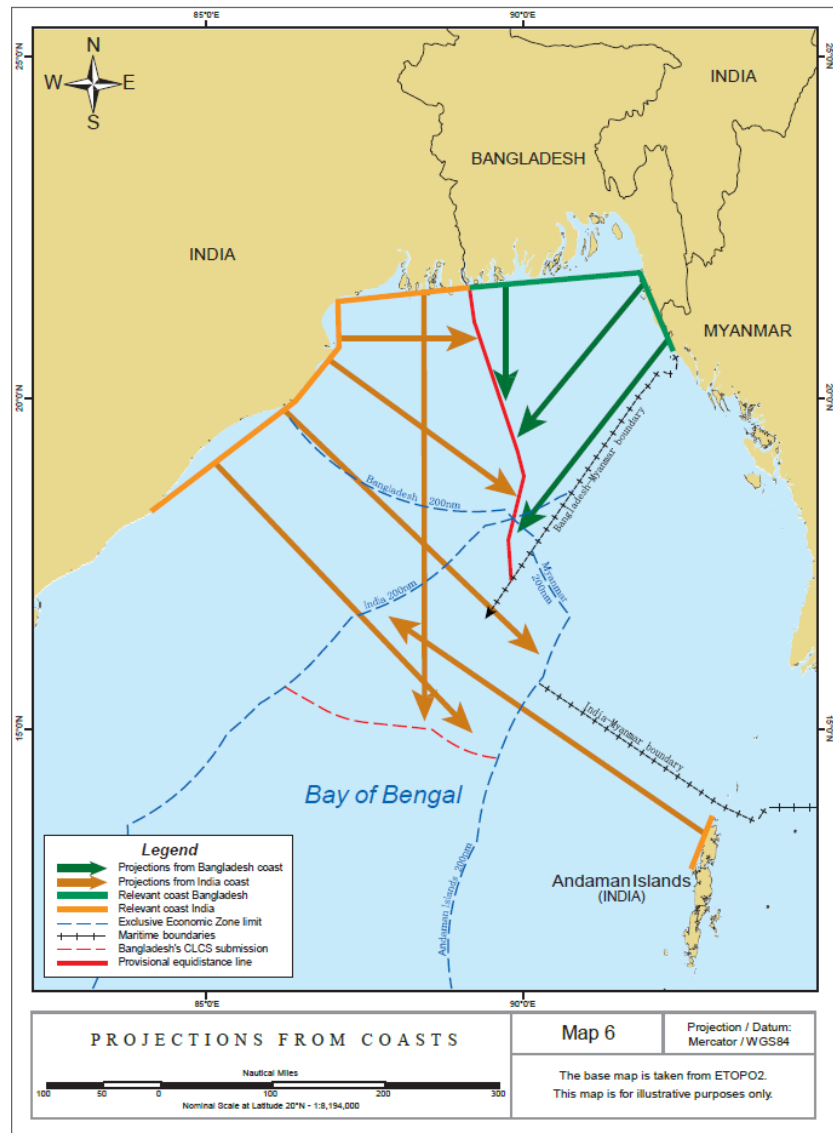 85°0'E 90°0'E
25°0'N 25°0'N
N
W E
S
INDIA
BANGLADESH
INDIA
MYANMAR
20°0'N 20°0'N
Bangladesh 200nm
Bangladesh-Myanmar boundary
India 200nm
Myanmar 200nm
India-Myanmar boundary
15°0'N 15°0'N
Bay of Bengal
Andaman Islands 200nm
Andaman Islands
(INDIA)
Legend
Projections from Bangladesh coast
Projections from India coast
Relevant coast Bangladesh
Relevant coast India
Exclusive Economic Zone limit
Maritime boundaries
Bangladesh's CLCS submission
Provisional equidistance line
85°0'E 90°0'E
PROJECTIONS FROM COASTS
Nautical Miles
100 50 0 100 200 300
Nominal Scale at Latitude 20°N - 1:8,194,000
Map 6
Projection / Datum:
Mercator / WGS84
The base map is taken from ETOPO2.
This map is for illustrative purposes only.